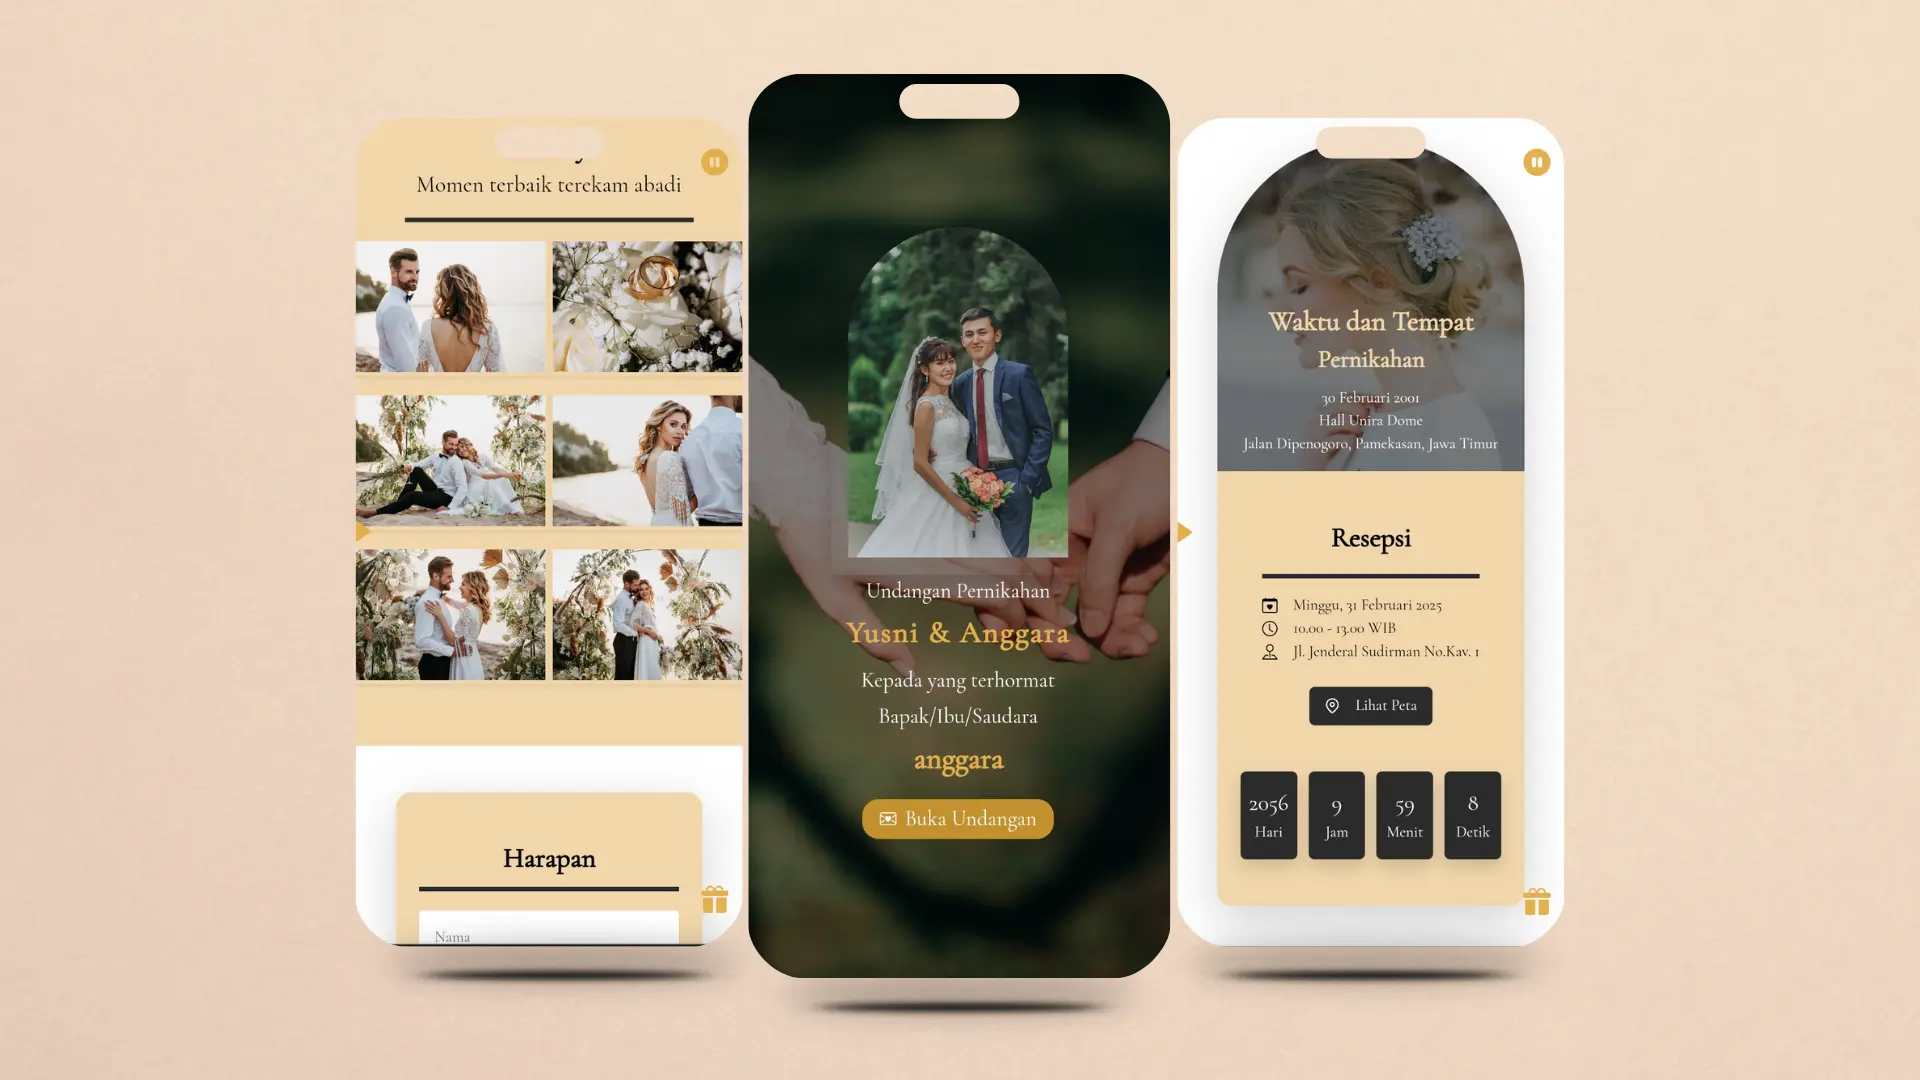 Momen terbaik terekam abadi
Harapan
Nama
Undangan Pernikahan
Yusni & Anggara
Kepada yang terhormat
Bapak/Ibu/Saudara
anggara
Buka Undangan
Waktu dan Tempat
Pernikahan
30 Februari 2001
Hall Unira Dome
Jalan Dipenogoro, Pamekasan, Jawa Timur
Resepsi
Minggu, 31 Februari 2025
10.00 - 13.00 WIB
Jl. Jenderal Sudirman No.Kav. 1
Lihat Peta
2056 9 59 8
Hari Jam Menit Detik